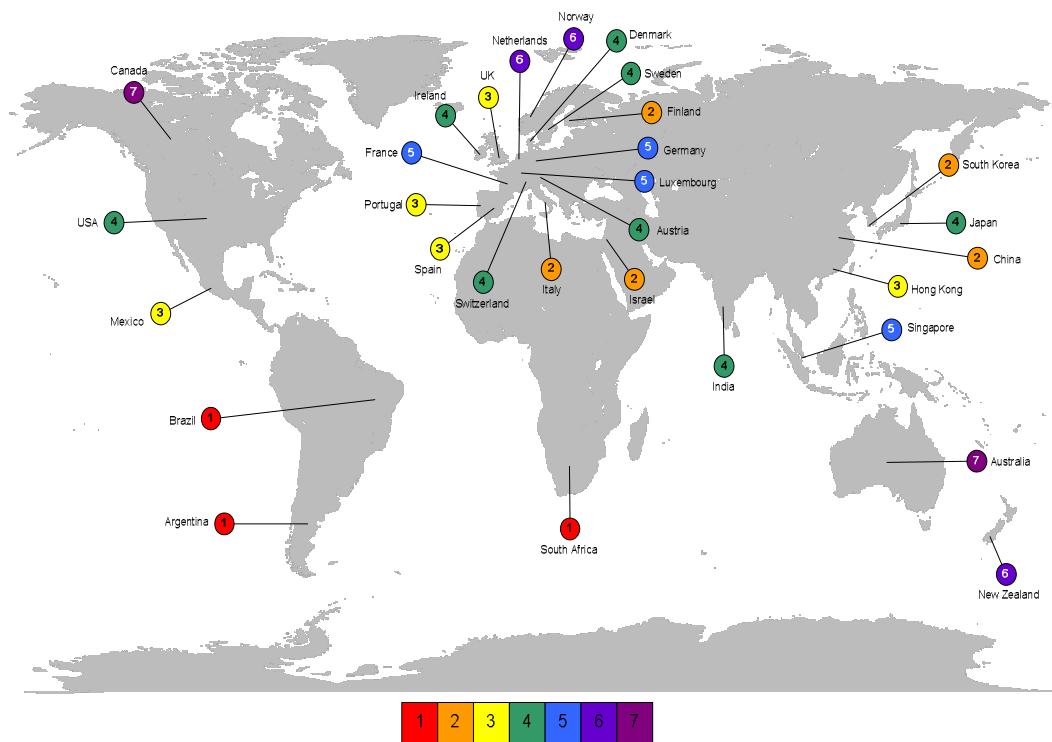 Norway
6
Netherlands
6
Denmark
4
Sweden
4
Canada
7
UK
3
Ireland
4
Finland
2
France
5
Germany
5
Luxembourg
5
South Korea
2
Portugal
3
USA
4
Austria
4
Japan
4
Spain
3
China
2
Italy
2
Israel
2
Switzerland
4
Hong Kong
3
Mexico
3
Singapore
5
India
4
Brazil
1
Australia
7
Argentina
1
South Africa
1
New Zealand
6
1 2 3 4 5 6 7